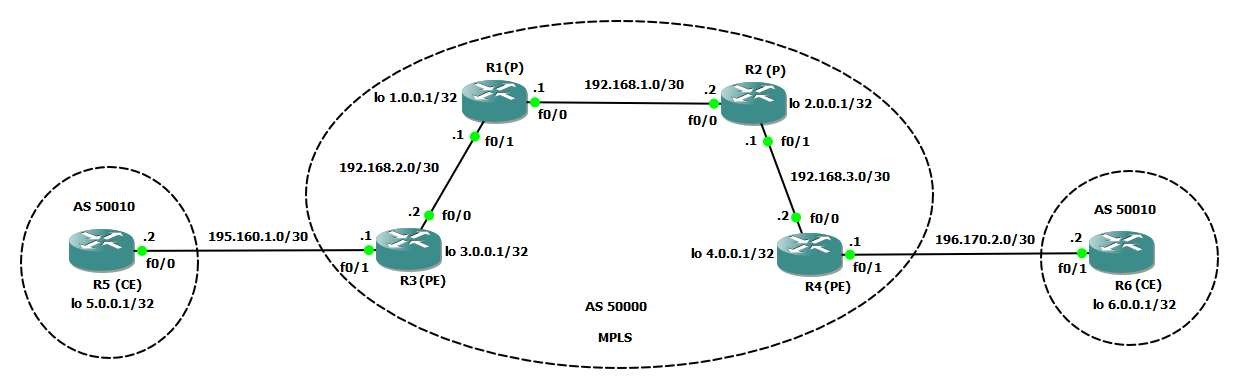 R1(P)
lo 1.0.0.1/32
.1
f0/0
192.168.1.0/30
R2 (P)
.2
f0/0
lo 2.0.0.1/32
.1
f0/1
192.168.2.0/30
.2
f0/0
.1
f0/1
192.168.3.0/30
.2
f0/0
AS 50010
.2
f0/0
R5 (CE)
lo 5.0.0.1/32
195.160.1.0/30
.1
f0/1
lo 3.0.0.1/32
R3(PE)
lo 4.0.0.1/32
.1
f0/1
R4(PE)
AS 50000
MPLS
196.170.2.0/30
AS 50010
.2
f0/1
R6 (CE)
lo 6.0.0.1/32